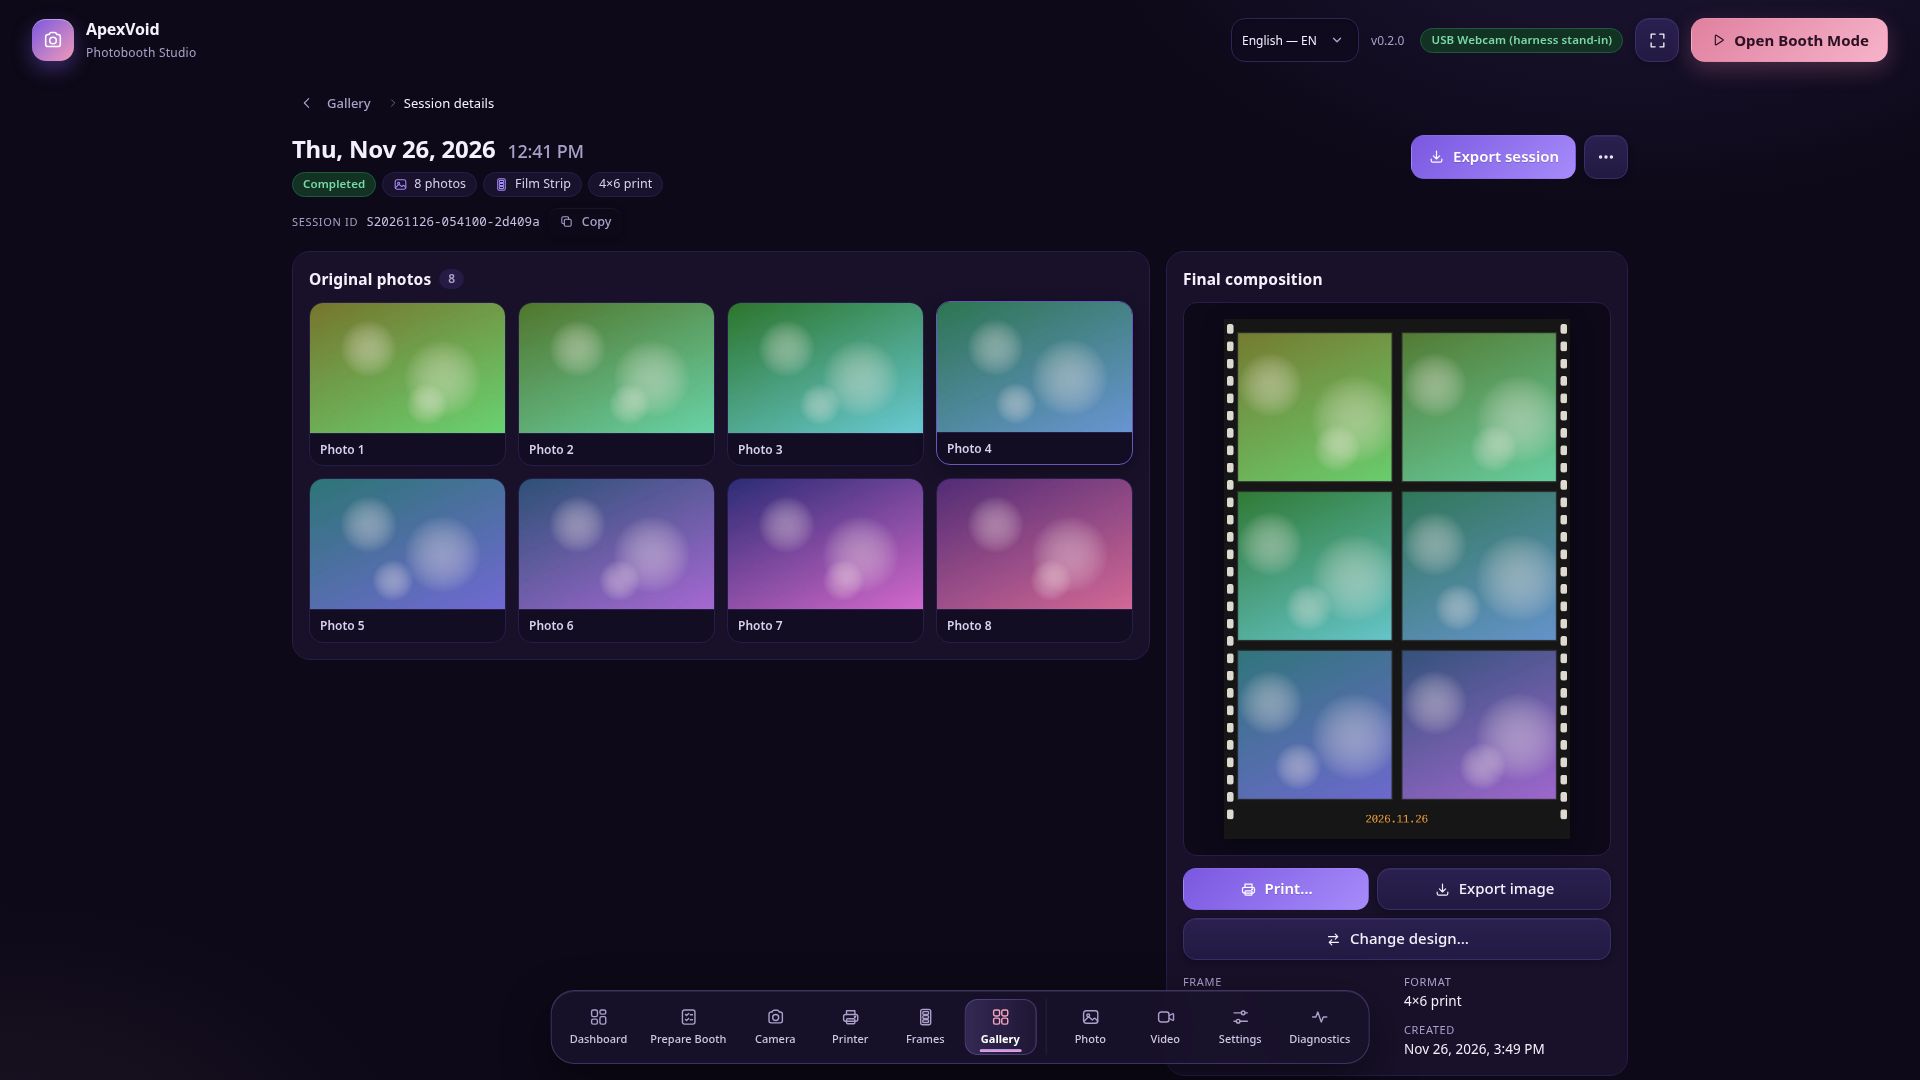 ApexVoid
Photobooth Studio
English — EN
v0.2.0
USB Webcam (harness stand-in)
Open Booth Mode
Gallery
Session details
Thu, Nov 26, 2026 12:41 PM
Export session
Completed
8 photos
Film Strip
4×6 print
SESSION ID S20261126-054100-2d409a
Copy
Original photos 8
Photo 1
Photo 2
Photo 3
Photo 4
Photo 5
Photo 6
Photo 7
Photo 8
Final composition
2026.11.26
Print...
Export image
Change design...
FRAME
FORMAT
4×6 print
CREATED
Nov 26, 2026, 3:49 PM
Dashboard
Prepare Booth
Camera
Printer
Frames
Gallery
Photo
Video
Settings
Diagnostics